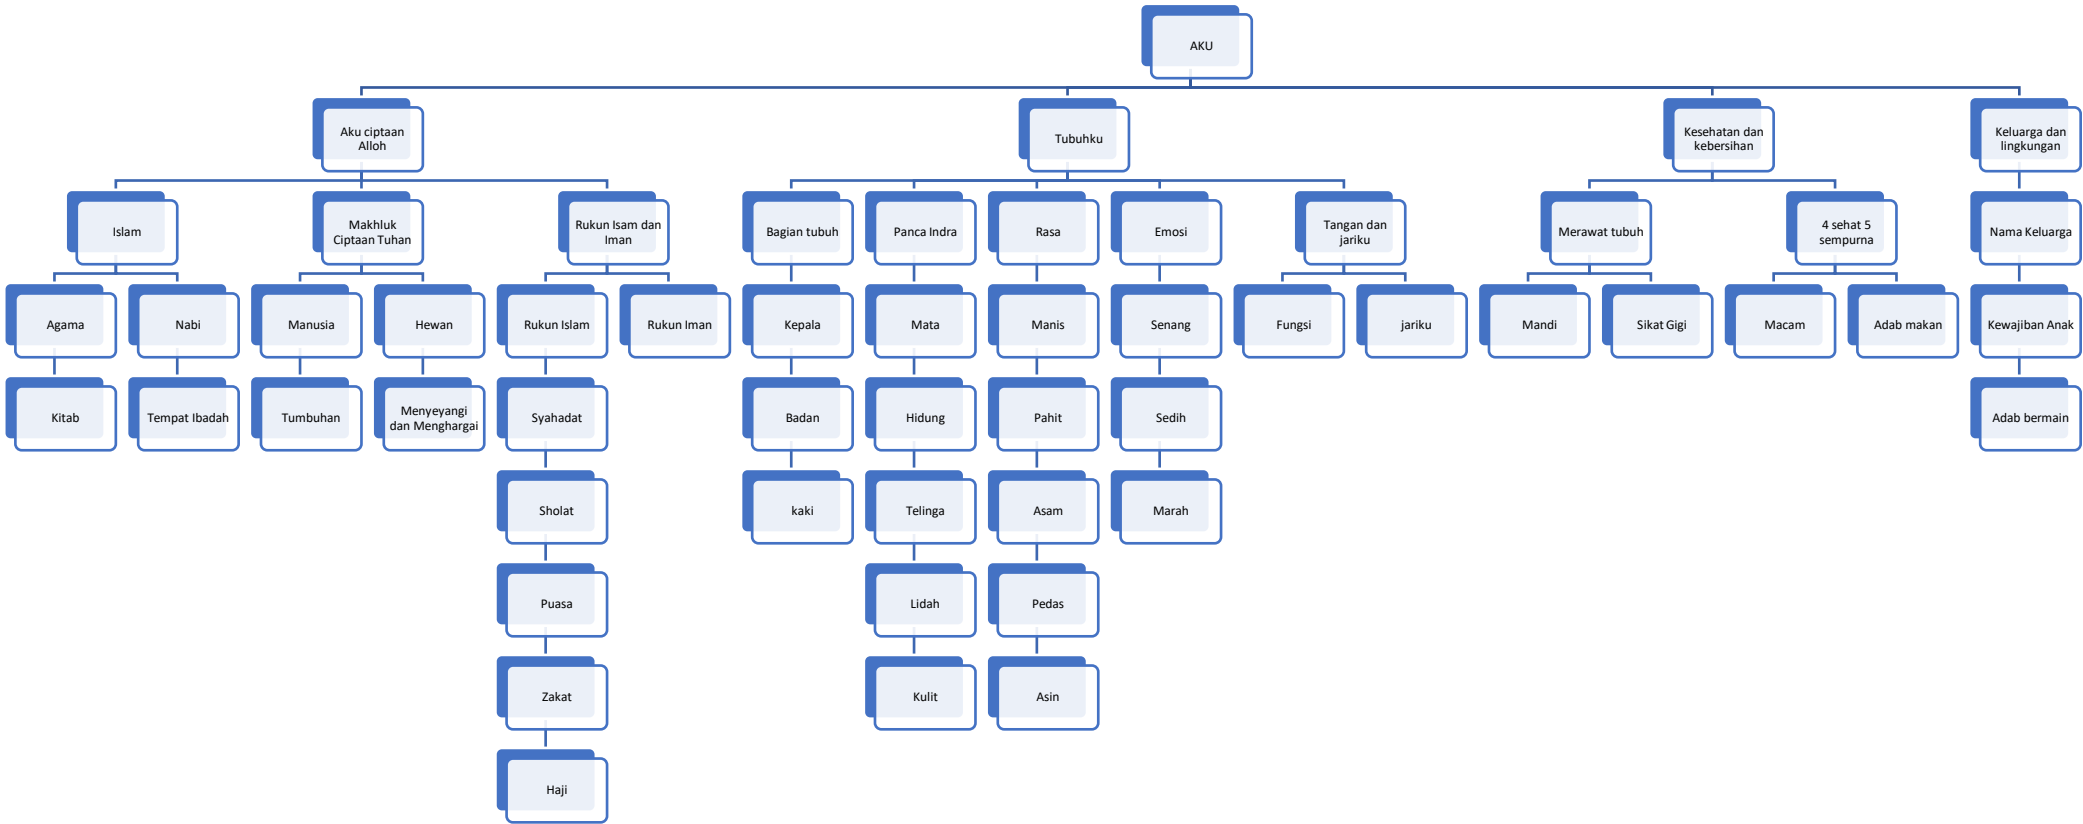 AKU
Aku ciptaan
Alloh
Tubuhku
Kesehatan dan
kebersihan
Keluarga dan
lingkungan
Islam
Makhluk
Ciptaan Tuhan
Rukun Isam dan
Iman
Bagian tubuh
Panca Indra
Rasa
Emosi
Tangan dan
jariku
Merawat tubuh
4 sehat 5
sempurna
Nama Keluarga
Agama
Nabi
Manusia
Hewan
Rukun Islam
Rukun Iman
Kepala
Mata
Manis
Senang
Fungsi
jariku
Mandi
Sikat Gigi
Macam
Adab makan
Kewajiban Anak
Kitab
Tempat Ibadah
Tumbuhan
Menyeyangi
dan Menghargai
Syahadat
Badan
Hidung
Pahit
Sedih
Adab bermain
Sholat
kaki
Telinga
Asam
Marah
Puasa
Lidah
Pedas
Zakat
Kulit
Asin
Haji